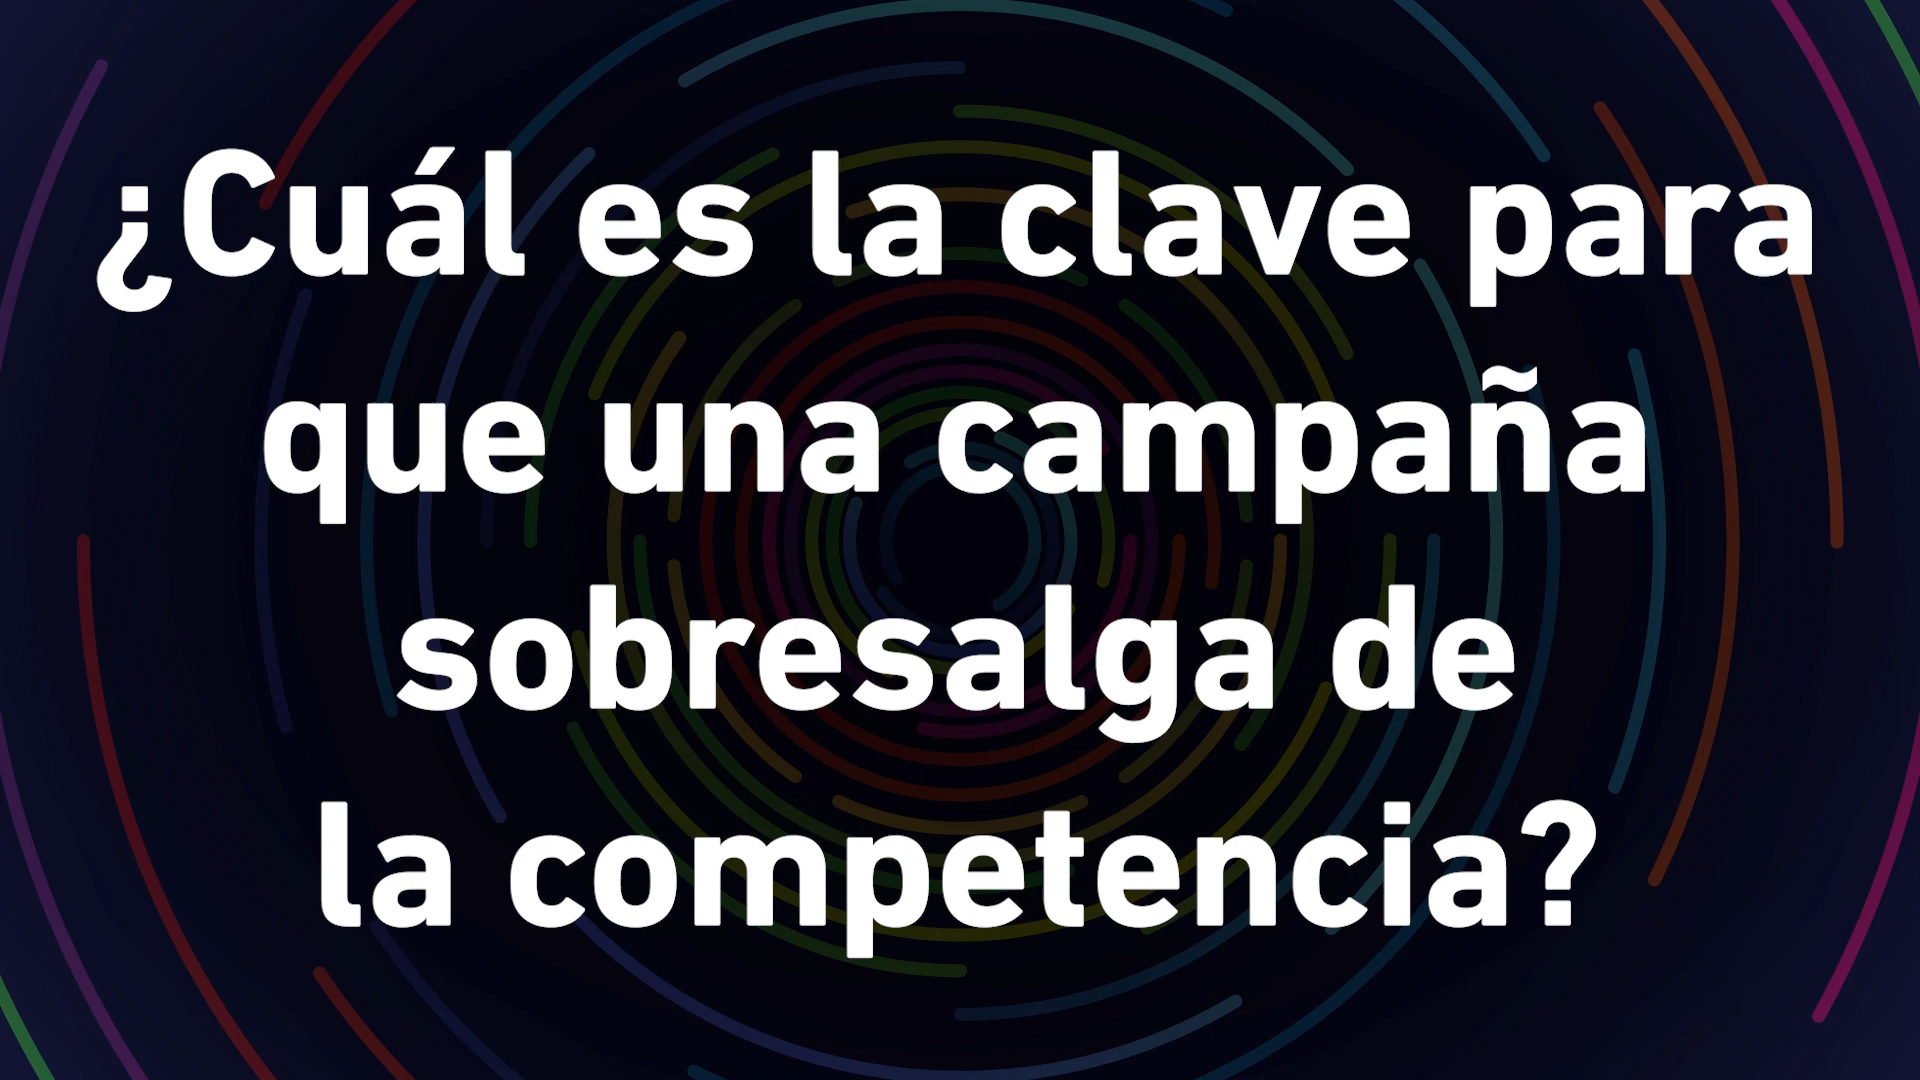 ¿Cuál es la clave para
que una campaña
sobresalga de
la competencia?